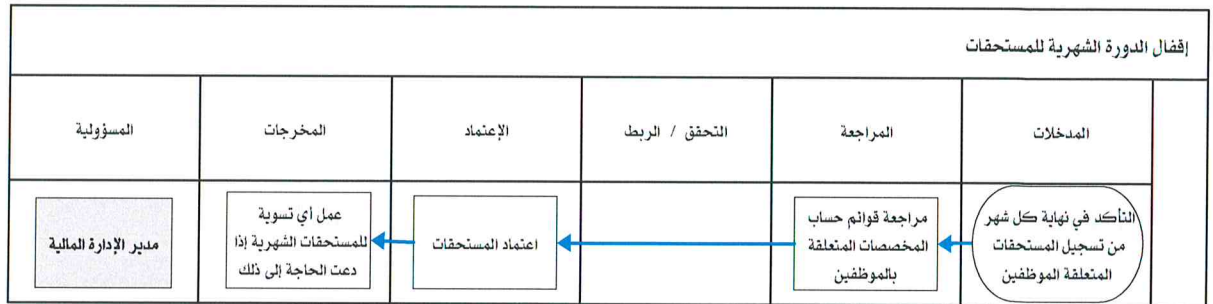 إقفال الدورة الشهرية للمستحقات
المدخلات
المراجعة
التحقق / الربط
الإعتماد
المخرجات
المسؤولية
التأكد في نهاية كل شهر
من تسجيل المستحقات
المتعلقة الموظفين
مراجعة قوائم حساب
المخصصات المتعلقة
بالموظفين
اعتماد المستحقات
عمل أي تسوية
للمستحقات الشهرية إذا
دعت الحاجة إلى ذلك
مدير الإدارة المالية